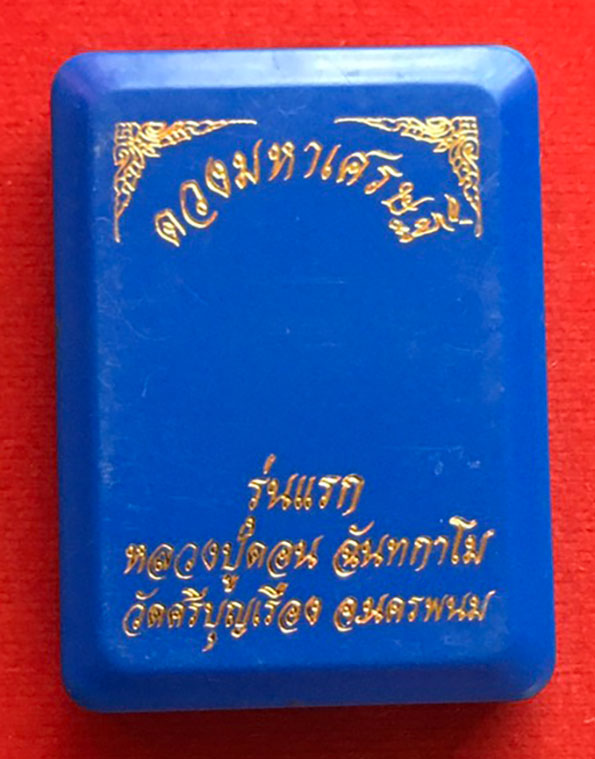 ดวงมหาเศรษฐี
รุ่นแรก
หลวงปู่ดอน ฉันทกาโม
วัดศรีบุญเรือง จ.นครพนม